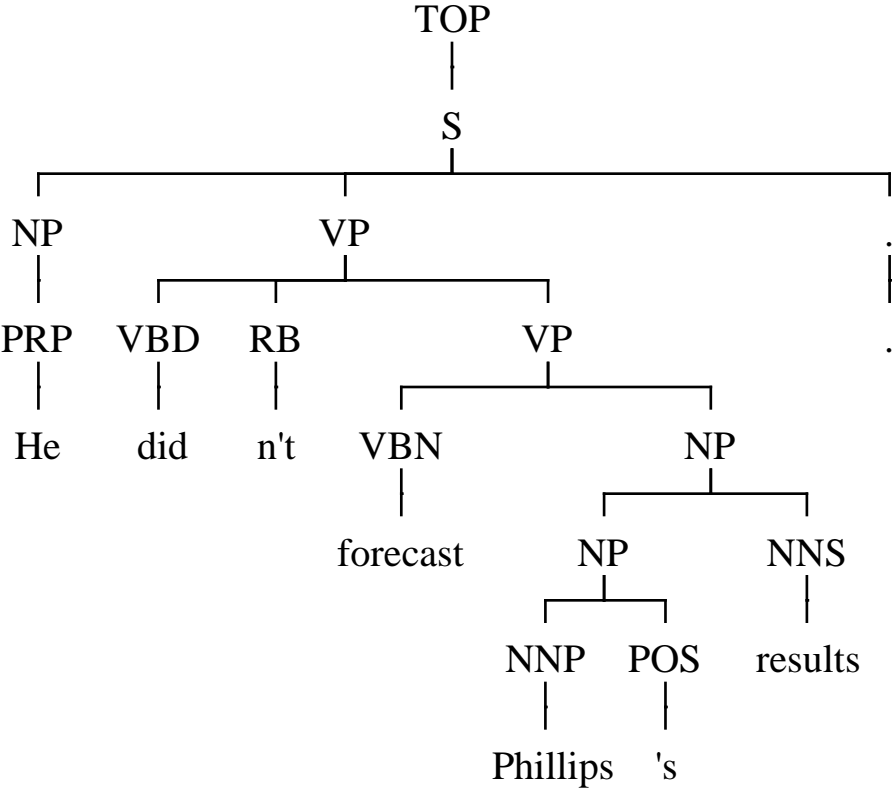 TOP
S
NP VP .
PRP VBD RB VP .
He did n't VBN NP
forecast NP NNS
NNP POS results
Phillips 's